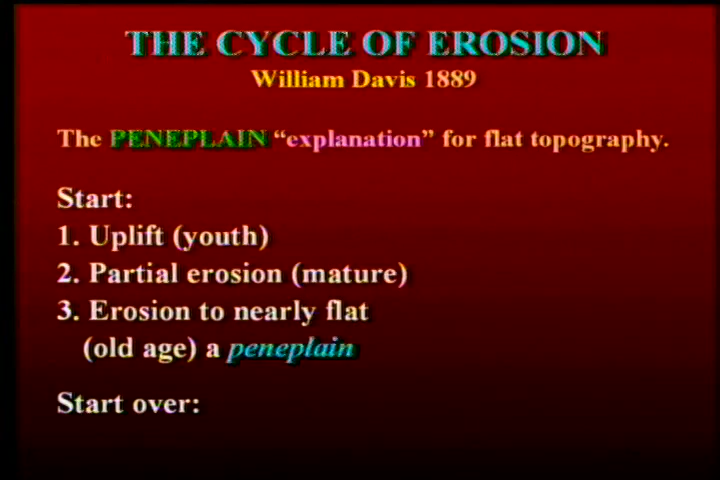 THE CYCLE OF EROSION
William Davis 1889
The PENEPLAIN “explanation” for flat topography.
Start:
1. Uplift (youth)
2. Partial erosion (mature)
3. Erosion to nearly flat
(old age) a peneplain
Start over: